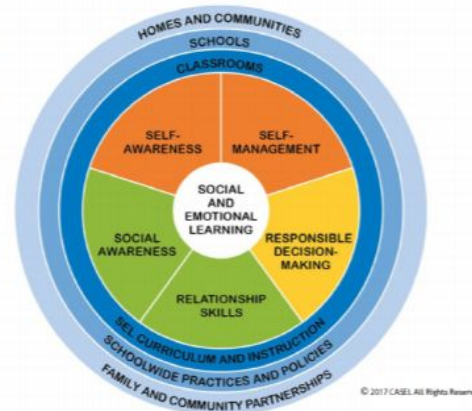 HOMES AND COMMUNITIES
SCHOOLS
CLASSROOMS
SELF-
AWARENESS
SELF-
MANAGEMENT
SOCIAL
AND
EMOTIONAL
LEARNING
SOCIAL
AWARENESS
RESPONSIBLE
DECISION-
MAKING
RELATIONSHIP
SKILLS
SEL CURRICULUM AND INSTRUCTION
SCHOOLWIDE PRACTICES AND POLICIES
FAMILY AND COMMUNITY PARTNERSHIPS
© 2017 CASEL All Rights Reserv